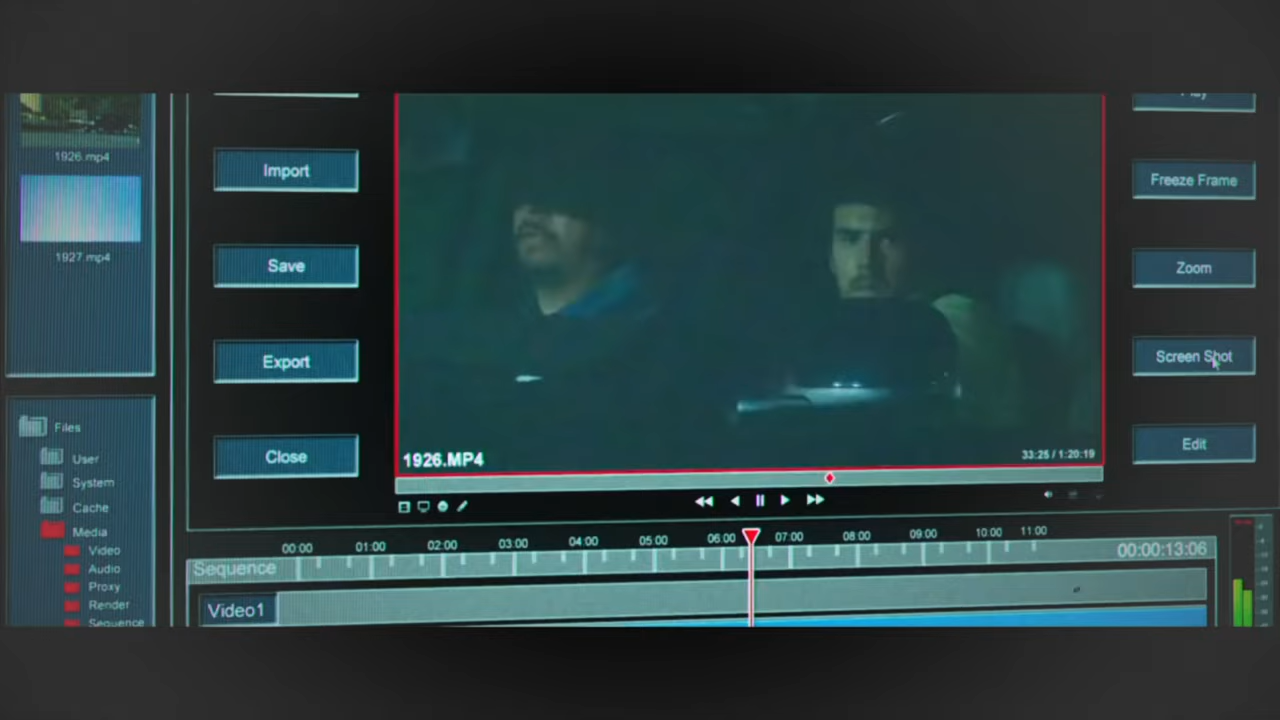 1926.mp4
1927.mp4
Files
User
System
Cache
Media
Video
Audio
Proxy
Render
Sequence
Import
Save
Export
Close
1926.MP4
33:25 / 1:20:19
Play
Freeze Frame
Zoom
Screen Shot
Edit
00:00 01:00 02:00 03:00 04:00 05:00 06:00 07:00 08:00 09:00 10:00 11:00
Sequence
00:00:13:06
Video1